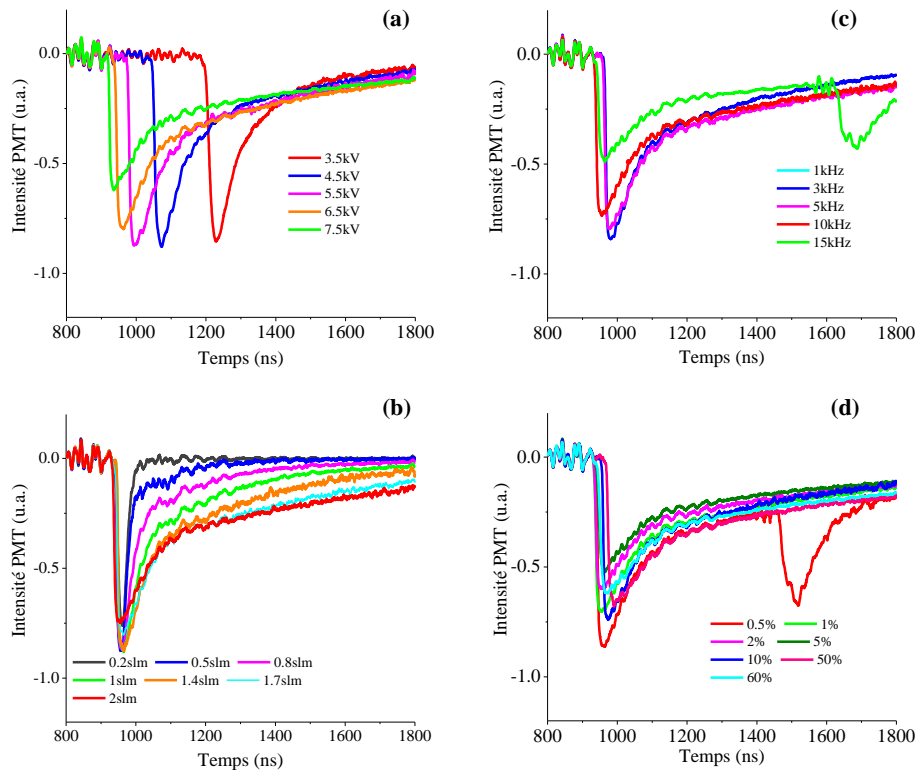 (a)
0.0
-0.5
-1.0
Intensité PMT (u.a.)
3.5kV
4.5kV
5.5kV
6.5kV
7.5kV
800 1000 1200 1400 1600 1800
Temps (ns)
(c)
0.0
-0.5
-1.0
Intensité PMT (u.a.)
1kHz
3kHz
5kHz
10kHz
15kHz
800 1000 1200 1400 1600 1800
Temps (ns)
(b)
0.0
-0.5
-1.0
Intensité PMT (u.a.)
0.2slm 0.5slm 0.8slm
1slm 1.4slm 1.7slm
2slm
800 1000 1200 1400 1600 1800
Temps (ns)
(d)
0.0
-0.5
-1.0
Intensité PMT (u.a.)
0.5% 1%
2% 5%
10% 50%
60%
800 1000 1200 1400 1600 1800
Temps (ns)